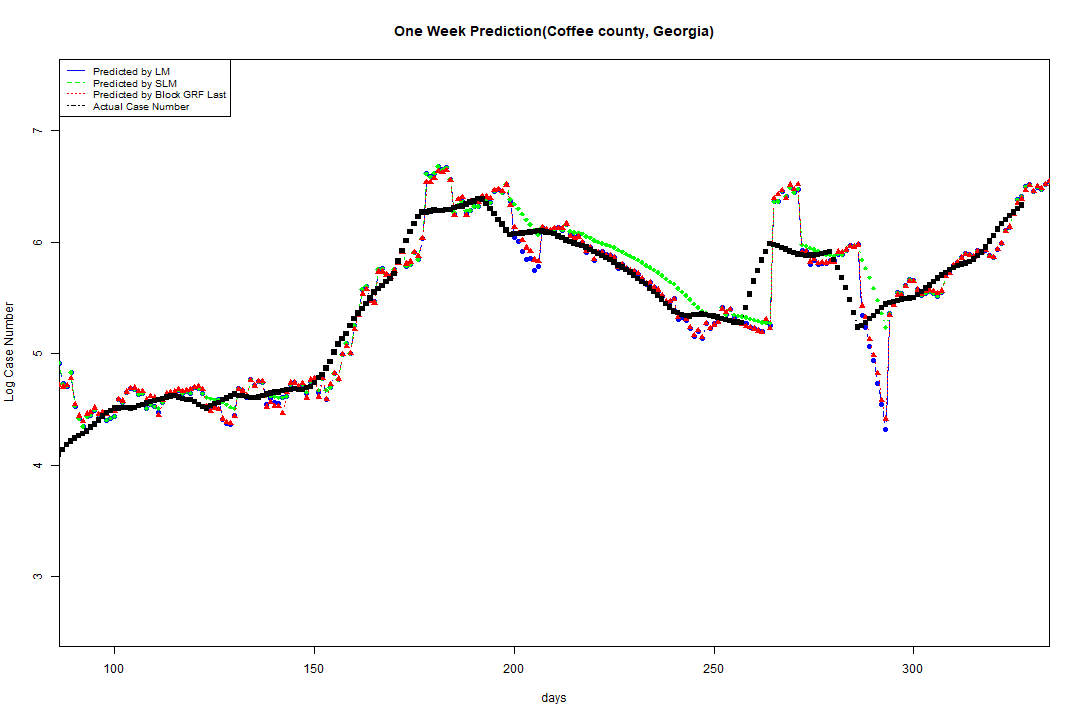 One Week Prediction(Coffee county, Georgia)
Predicted by LM
Predicted by SLM
Predicted by Block GRF Last
Actual Case Number
7
6
5
4
3
Log Case Number
100 150 200 250 300
days